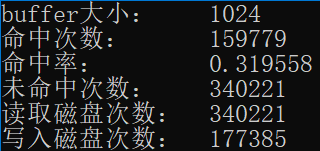 buffer大小： 1024
命中次数： 159779
命中率： 0.319558
未命中次数： 340221
读取磁盘次数： 340221
写入磁盘次数： 177385